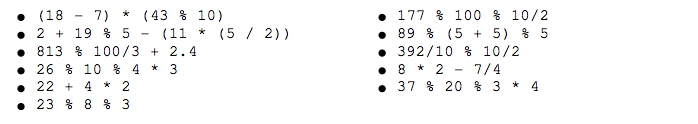 • (18 - 7) * (43 % 10)
• 2 + 19 % 5 - (11 * (5 / 2))
• 813 % 100/3 + 2.4
• 26 % 10 % 4 * 3
• 22 + 4 * 2
• 23 % 8 % 3
• 177 % 100 % 10/2
• 89 % (5 + 5) % 5
• 392/10 % 10/2
• 8 * 2 - 7/4
• 37 % 20 % 3 * 4